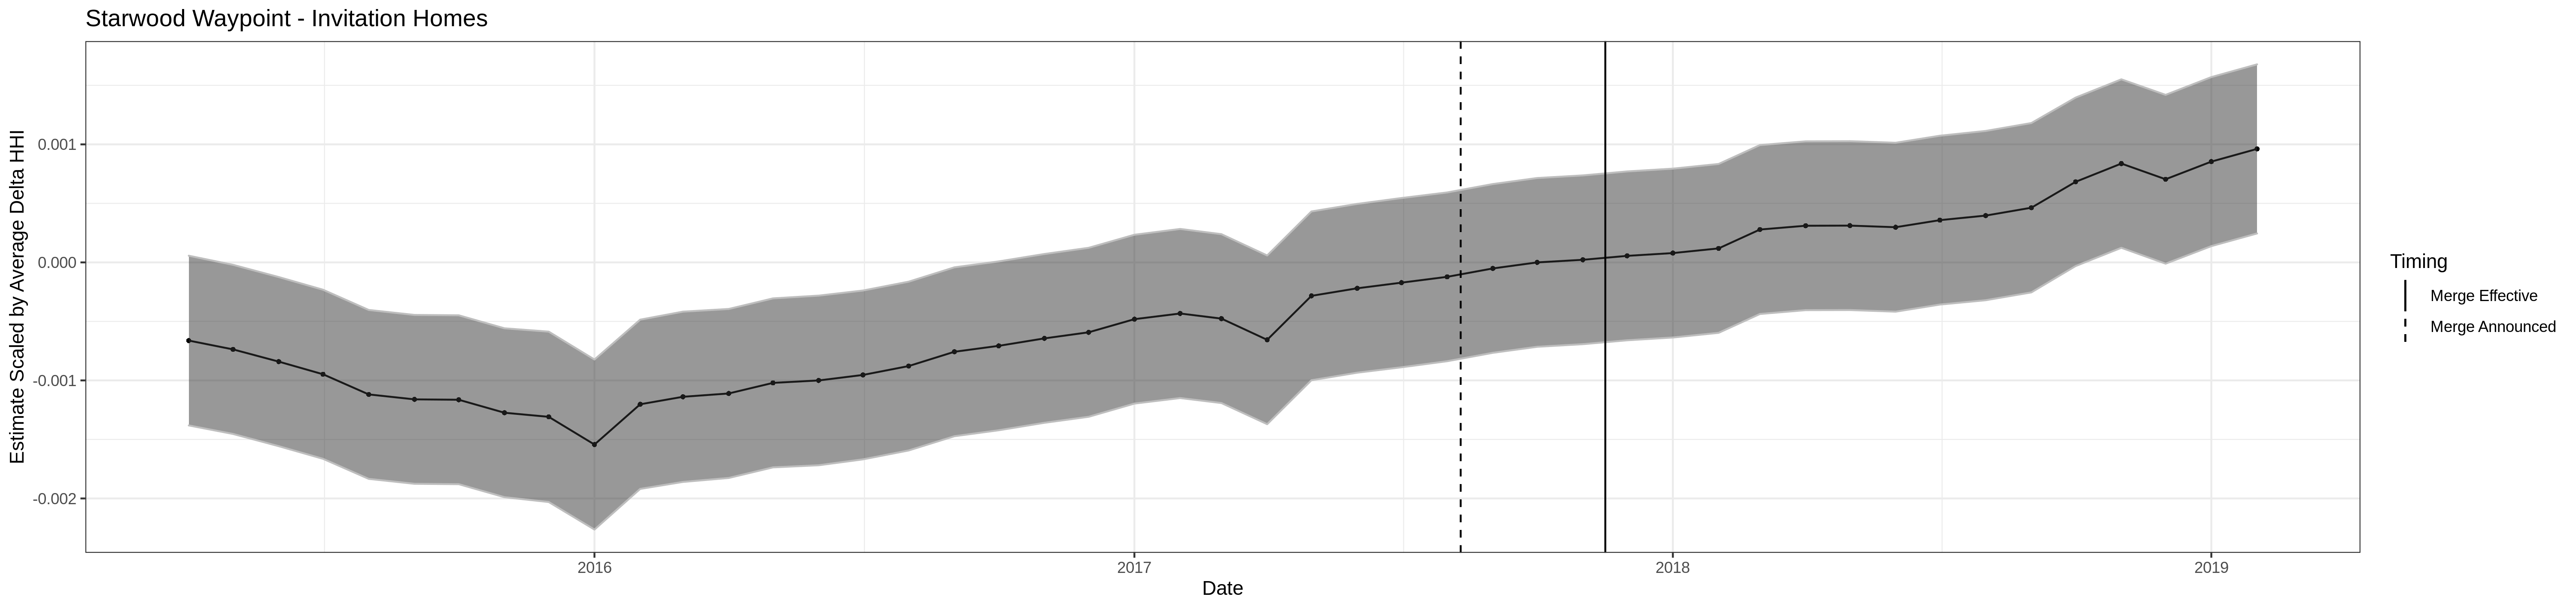 Starwood Waypoint - Invitation Homes
Estimate Scaled by Average Delta HHI
0.001
0.000
-0.001
-0.002
2016
2017
2018
2019
Date
Timing
Merge Effective
Merge Announced